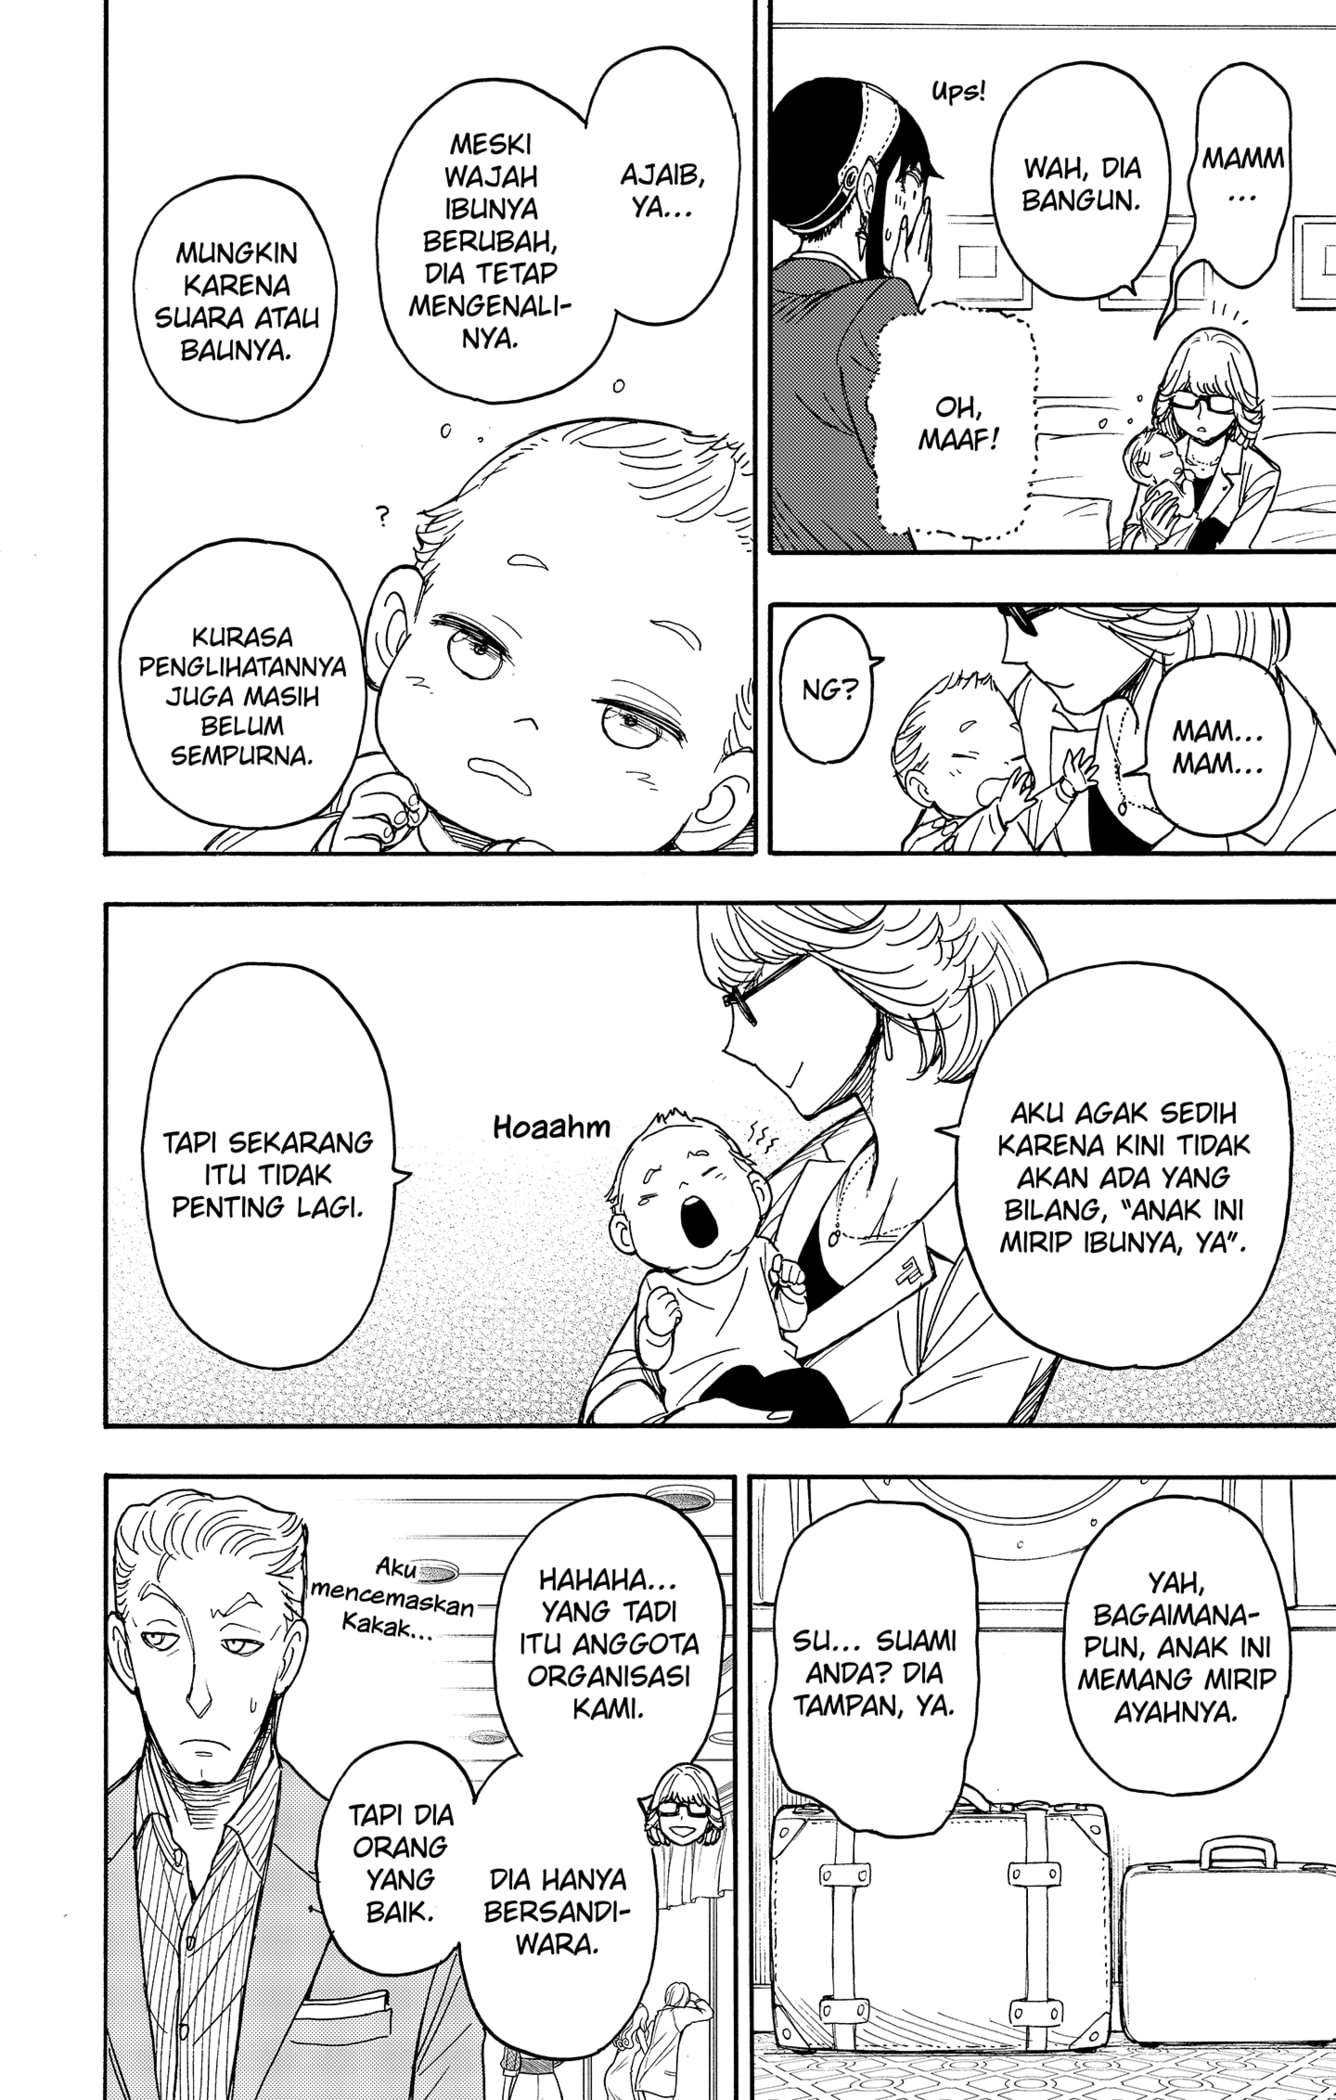 MAMM
...
WAH, DIA
BANGUN.
Ups!
OH,
MAAF!
MAM...
MAM...
NG?
AJAIB,
YA...
MESKI
WAJAH
IBUNYA
BERUBAH,
DIA TETAP
MENGENALI-
NYA.
MUNGKIN
KARENA
SUARA ATAU
BAUNYA.
?
KURASA
PENGLIHATANNYA
JUGA MASIH
BELUM
SEMPURNA.
AKU AGAK SEDIH
KARENA KINI TIDAK
AKAN ADA YANG
BILANG, “ANAK INI
MIRIP IBUNYA, YA”.
Hoaahm
TAPI SEKARANG
ITU TIDAK
PENTING LAGI.
YAH,
BAGAIMANA-
PUN, ANAK INI
MEMANG MIRIP
AYAHNYA.
SU... SUAMI
ANDA? DIA
TAMPAN, YA.
HAHAHA...
YANG TADI
ITU ANGGOTA
ORGANISASI
KAMI.
DIA HANYA
BERSANDI-
WARA.
TAPI DIA
ORANG
YANG
BAIK.
Aku
mencemaskan
Kakak...